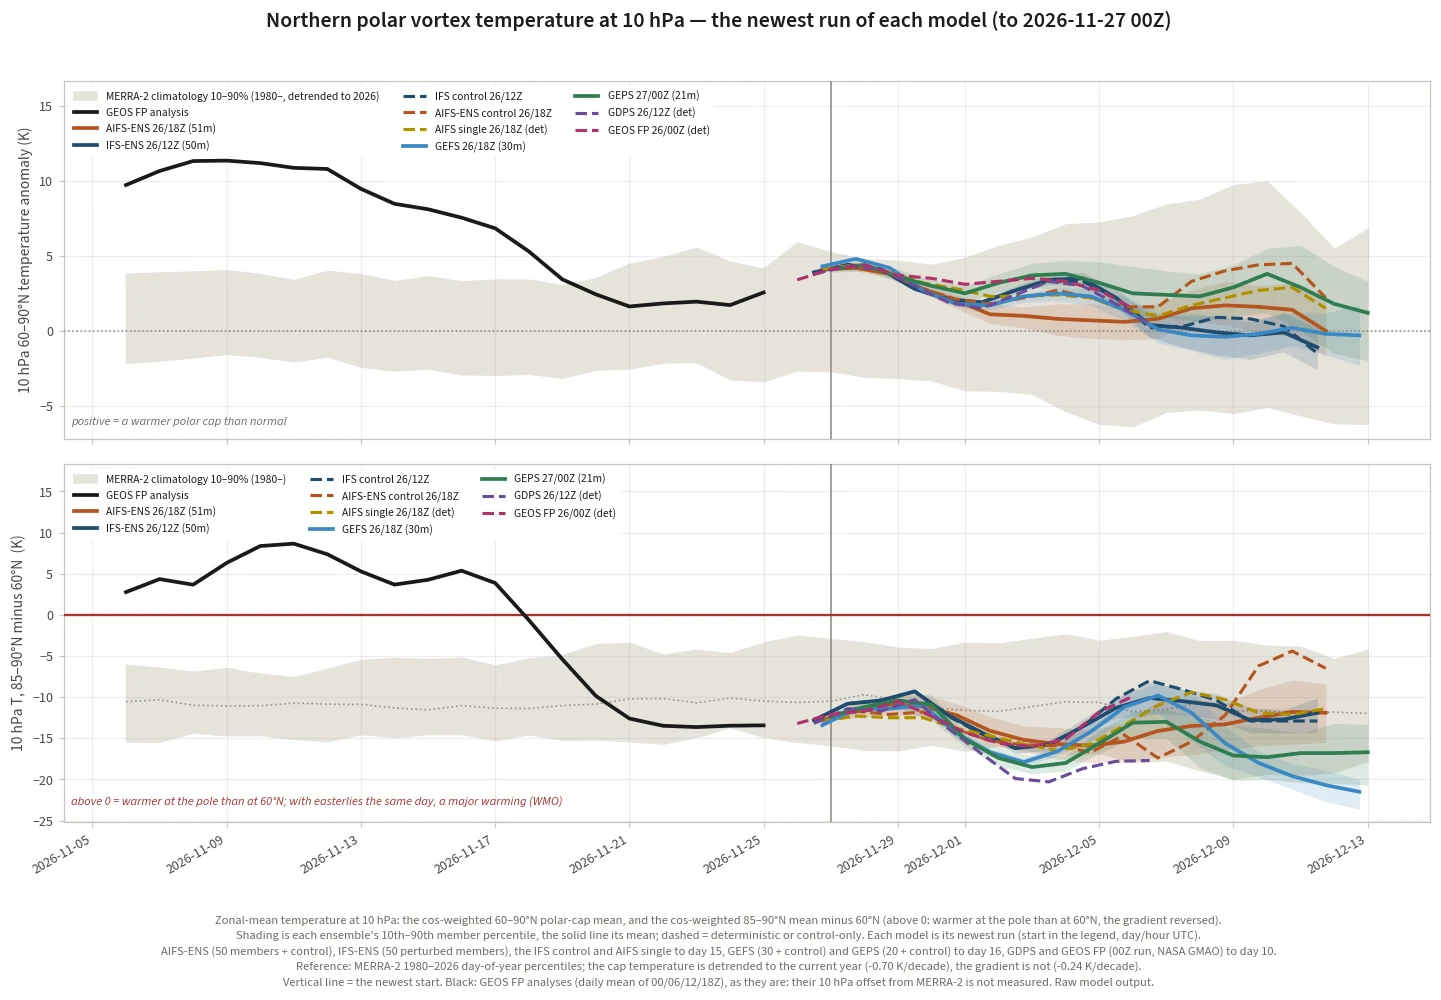 Northern polar vortex temperature at 10 hPa — the newest run of each model (to 2026-11-27 00Z)
10 hPa 60–90°N temperature anomaly (K)
15
10
5
0
−5
MERRA-2 climatology 10–90% (1980–, detrended to 2026)
GEOS FP analysis
AIFS-ENS 26/18Z (51m)
IFS-ENS 26/12Z (50m)
IFS control 26/12Z
AIFS-ENS control 26/18Z
AIFS single 26/18Z (det)
GEFS 26/18Z (30m)
GEPS 27/00Z (21m)
GDPS 26/12Z (det)
GEOS FP 26/00Z (det)
positive = a warmer polar cap than normal
10 hPa T, 85–90°N minus 60°N (K)
15
10
5
0
−5
−10
−15
−20
−25
MERRA-2 climatology 10–90% (1980–)
GEOS FP analysis
AIFS-ENS 26/18Z (51m)
IFS-ENS 26/12Z (50m)
IFS control 26/12Z
AIFS-ENS control 26/18Z
AIFS single 26/18Z (det)
GEFS 26/18Z (30m)
GEPS 27/00Z (21m)
GDPS 26/12Z (det)
GEOS FP 26/00Z (det)
above 0 = warmer at the pole than at 60°N; with easterlies the same day, a major warming (WMO)
2026-11-05
2026-11-09
2026-11-13
2026-11-17
2026-11-21
2026-11-25
2026-11-29
2026-12-01
2026-12-05
2026-12-09
2026-12-13
Zonal-mean temperature at 10 hPa: the cos-weighted 60–90°N polar-cap mean, and the cos-weighted 85–90°N mean minus 60°N (above 0: warmer at the pole than at 60°N, the gradient reversed).
Shading is each ensemble's 10th–90th member percentile, the solid line its mean; dashed = deterministic or control-only. Each model is its newest run (start in the legend, day/hour UTC).
AIFS-ENS (50 members + control), IFS-ENS (50 perturbed members), the IFS control and AIFS single to day 15, GEFS (30 + control) and GEPS (20 + control) to day 16, GDPS and GEOS FP (00Z run, NASA GMAO) to day 10.
Reference: MERRA-2 1980–2026 day-of-year percentiles; the cap temperature is detrended to the current year (-0.70 K/decade), the gradient is not (-0.24 K/decade).
Vertical line = the newest start. Black: GEOS FP analyses (daily mean of 00/06/12/18Z), as they are: their 10 hPa offset from MERRA-2 is not measured. Raw model output.